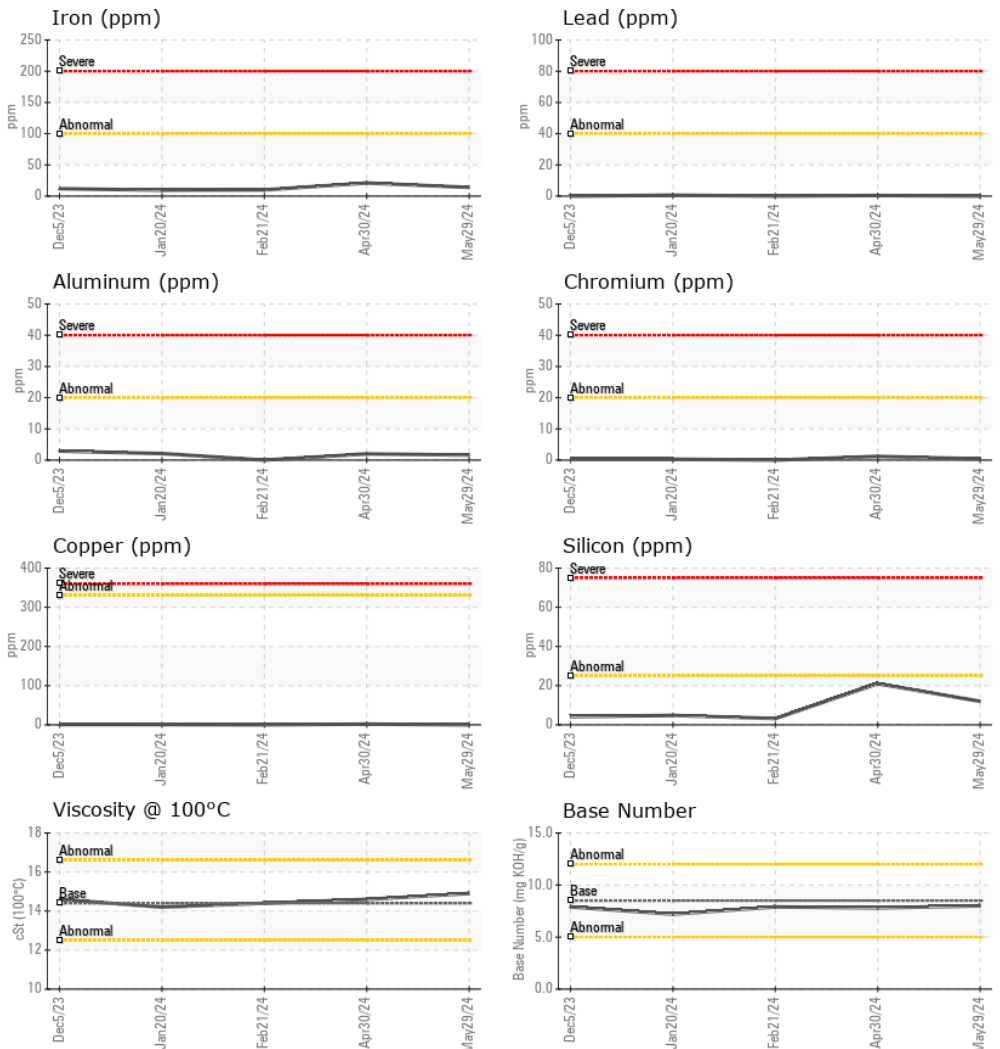 Iron (ppm)
250
200
150
100
50
0
ppm
Severe
Abnormal
Dec5/23
Jan20/24
Feb21/24
Apr30/24
May29/24
Lead (ppm)
100
80
60
40
20
0
ppm
Severe
Abnormal
Dec5/23
Jan20/24
Feb21/24
Apr30/24
May29/24
Aluminum (ppm)
50
40
30
20
10
0
ppm
Severe
Abnormal
Dec5/23
Jan20/24
Feb21/24
Apr30/24
May29/24
Chromium (ppm)
50
40
30
20
10
0
ppm
Severe
Abnormal
Dec5/23
Jan20/24
Feb21/24
Apr30/24
May29/24
Copper (ppm)
400
300
200
100
0
ppm
Severe
Abnormal
Dec5/23
Jan20/24
Feb21/24
Apr30/24
May29/24
Silicon (ppm)
80
60
40
20
0
ppm
Severe
Abnormal
Dec5/23
Jan20/24
Feb21/24
Apr30/24
May29/24
Viscosity @ 100°C
18
16
14
12
10
cSt (100°C)
Abnormal
Base
Abnormal
Dec5/23
Jan20/24
Feb21/24
Apr30/24
May29/24
Base Number
15.0
10.0
5.0
0.0
Base Number (mg KOH/g)
Abnormal
Base
Abnormal
Dec5/23
Jan20/24
Feb21/24
Apr30/24
May29/24